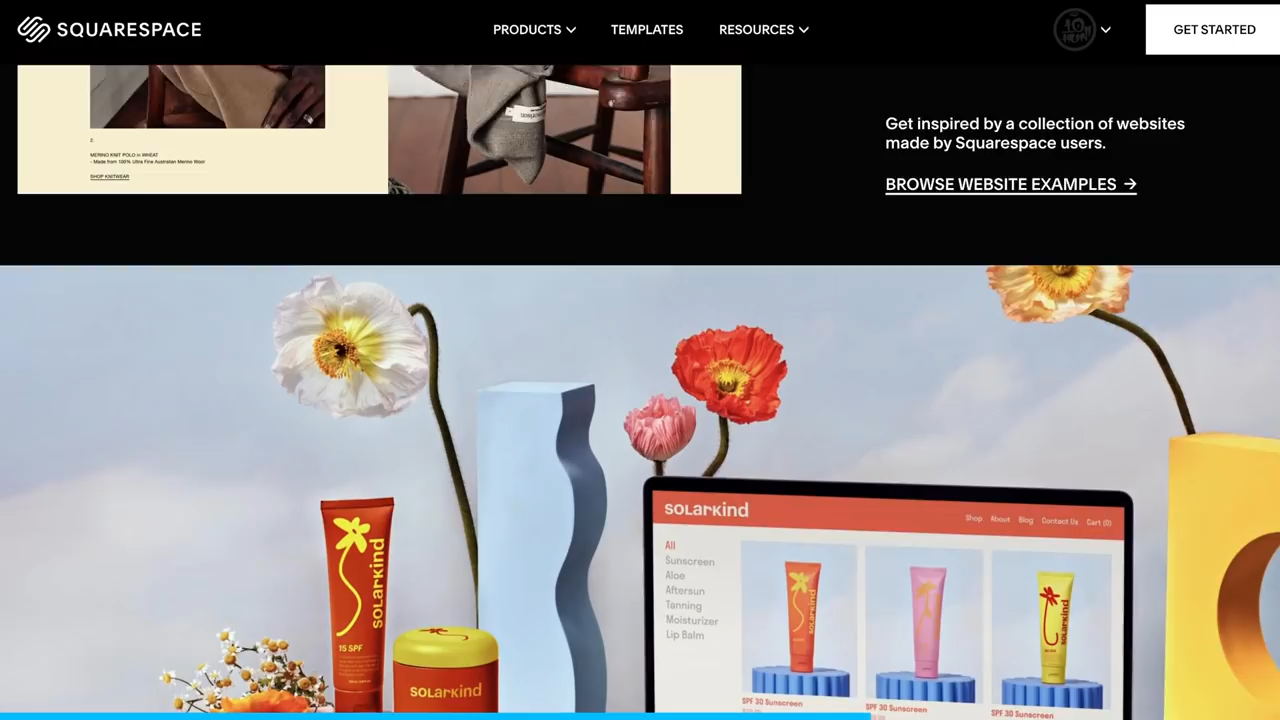 SQUARESPACE
PRODUCTS
TEMPLATES
RESOURCES
GET STARTED
2.
MERINO KNIT POLO in WHEAT
- Made from 100% Ultra Fine Australian Merino Wool
SHOP KNITWEAR
Get inspired by a collection of websites
made by Squarespace users.
BROWSE WEBSITE EXAMPLES →
solarkind
15 SPF
solarkind
solarkind
Shop About Blog Contact Us Cart (0)
All
Sunscreen
Aloe
Aftersun
Tanning
Moisturizer
Lip Balm
solarkind
solarkind
SPF 30 Sunscreen
SPF 30 Sunscreen
SPF 30 Sunscreen